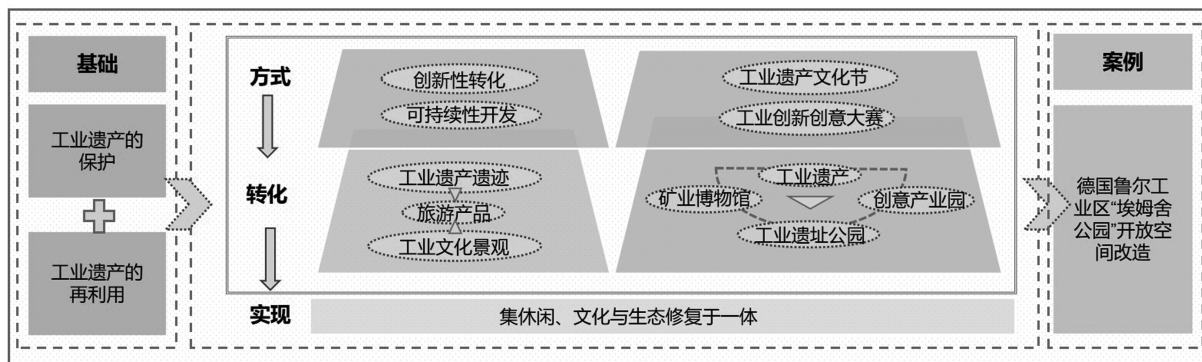 基础
工业遗产的
保护
工业遗产的
再利用
方式
转化
实现
创新性转化
可持续性开发
工业遗产文化节
工业创新创意大赛
工业遗产遗迹
旅游产品
工业文化景观
工业遗产
矿业博物馆
创意产业园
工业遗址公园
集休闲、文化与生态修复于一体
案例
德国鲁尔工
业区“埃姆舍
公园”开放空
间改造